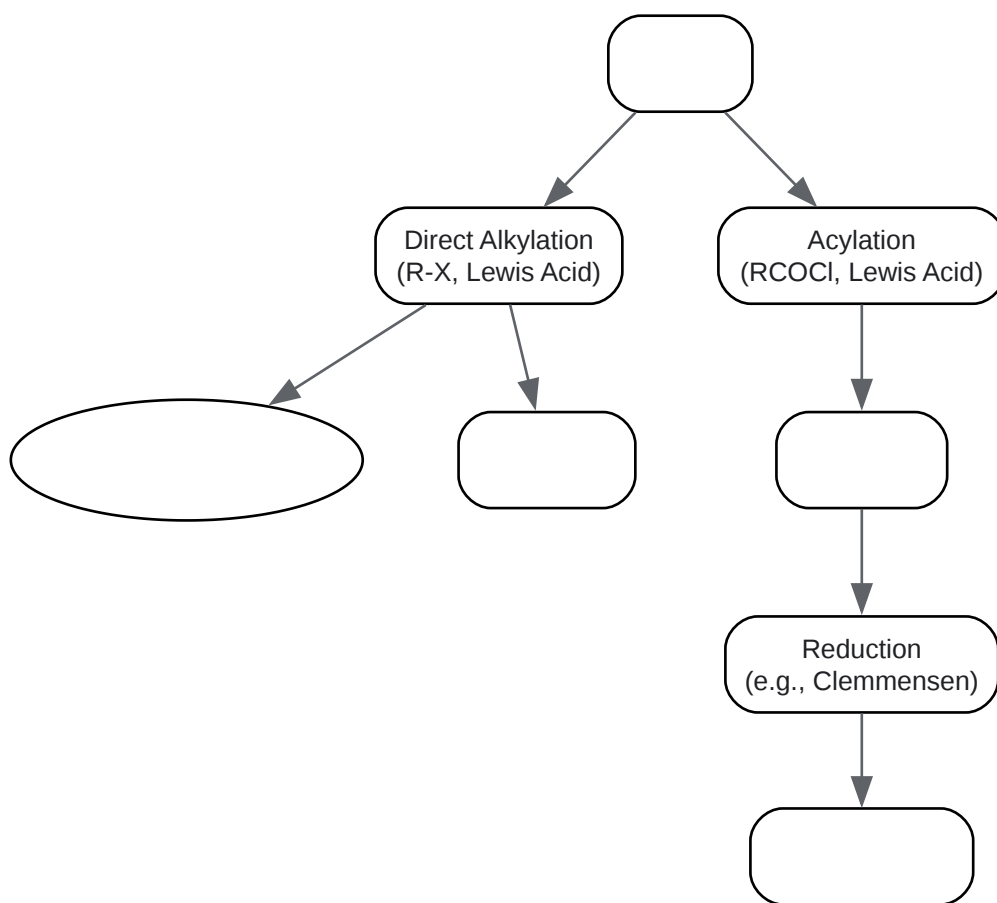 Direct Alkylation
(R-X, Lewis Acid)
Acylation
(RCOCl, Lewis Acid)
Reduction
(e.g., Clemmensen)